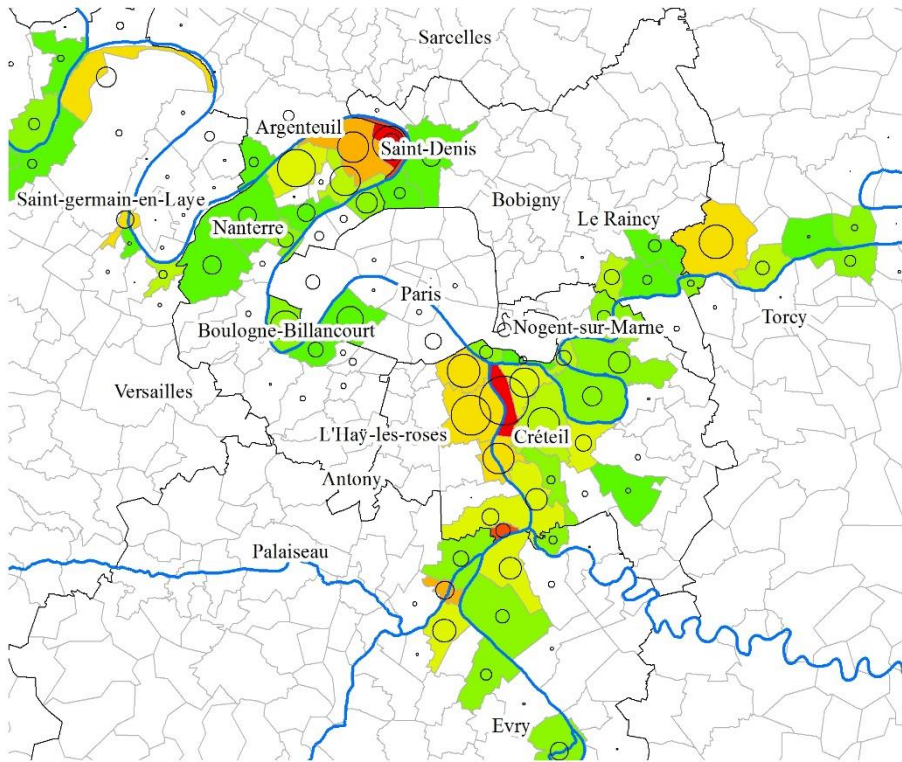 Sarcelles
Argenteuil
Saint-Denis
Saint-germain-en-Laye
Bobigny
Le Raincy
Nanterre
Paris
Torcy
Boulogne-Billancourt
Nogent-sur-Marne
Versailles
L'Haÿ-les-roses
Créteil
Antony
Palaiseau
Evry